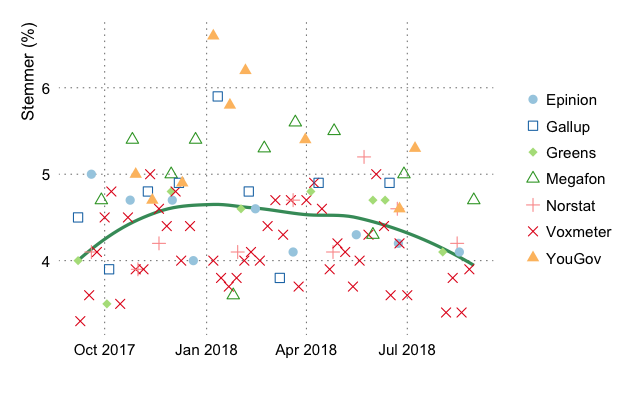 Stemmer (%)
6
5
4
Oct 2017
Jan 2018
Apr 2018
Jul 2018
Epinion
Gallup
Greens
Megafon
Norstat
Voxmeter
YouGov